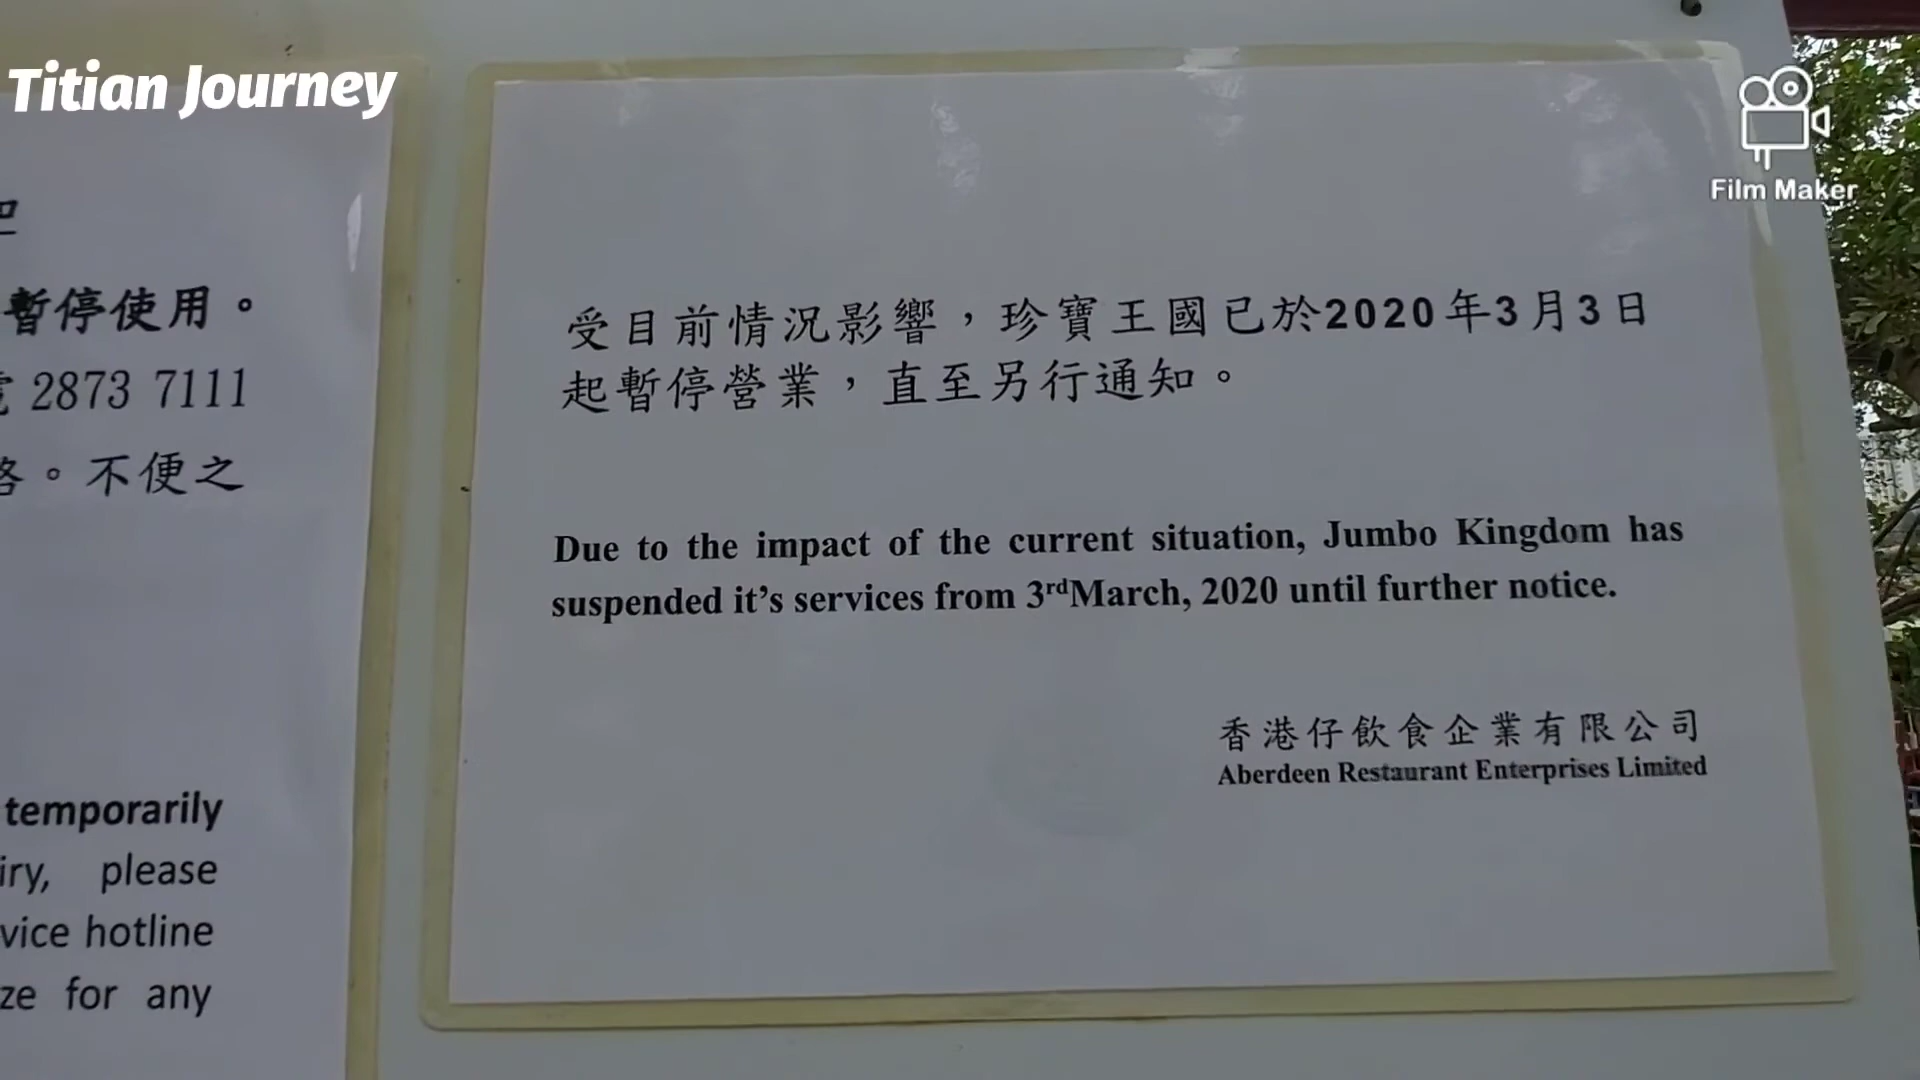 Titian Journey
Film Maker
暫停使用。
2873 7111
。不便之
temporarily
please
hotline
for any
受目前情況影響，珍寶王國已於2020年3月3日
起暫停營業，直至另行通知。
Due to the impact of the current situation, Jumbo Kingdom has
suspended it’s services from 3rdMarch, 2020 until further notice.
香港仔飲食企業有限公司
Aberdeen Restaurant Enterprises Limited